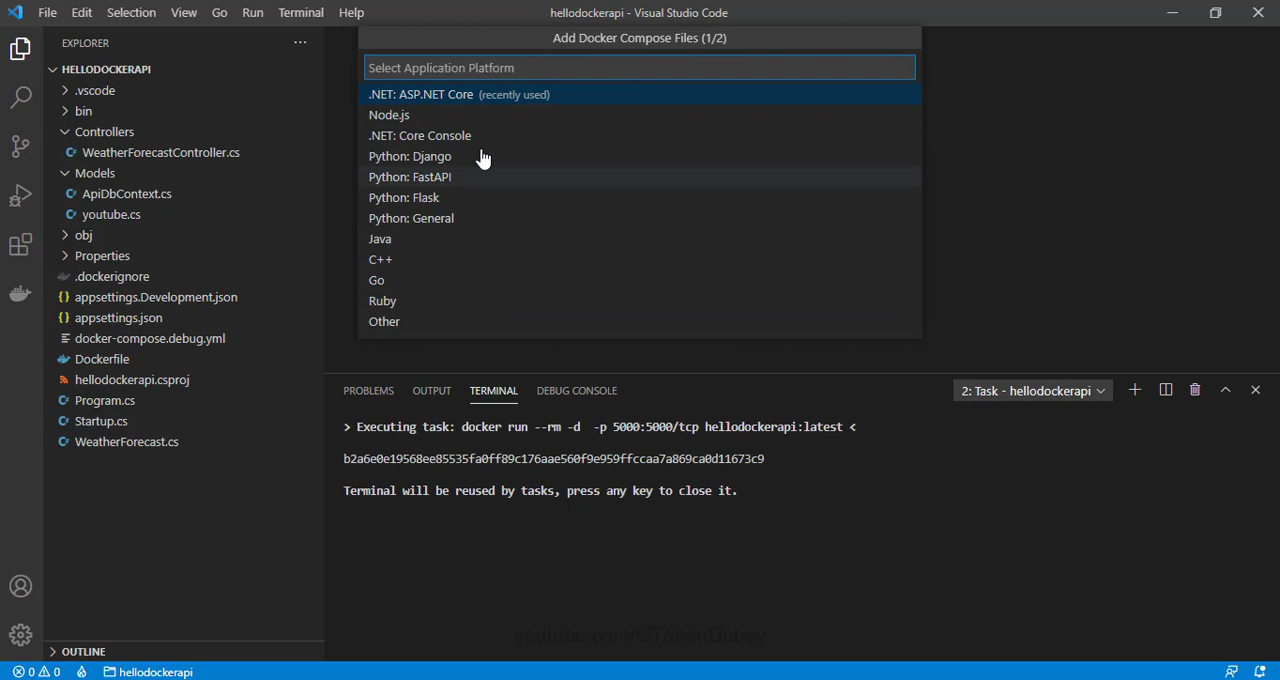 File Edit Selection View Go Run Terminal Help
hellodockerapi - Visual Studio Code
EXPLORER
HELLODOCKERAPI
.vscode
bin
Controllers
WeatherForecastController.cs
Models
ApiDbContext.cs
youtube.cs
obj
Properties
.dockerignore
appsettings.Development.json
appsettings.json
docker-compose.debug.yml
Dockerfile
hellodockerapi.csproj
Program.cs
Startup.cs
WeatherForecast.cs
OUTLINE
Add Docker Compose Files (1/2)
Select Application Platform
.NET: ASP.NET Core (recently used)
Node.js
.NET: Core Console
Python: Django
Python: FastAPI
Python: Flask
Python: General
Java
C++
Go
Ruby
Other
PROBLEMS OUTPUT TERMINAL DEBUG CONSOLE
2: Task - hellodockerapi
> Executing task: docker run --rm -d -p 5000:5000/tcp hellodockerapi:latest <
b2a6e0e19568ee85535fa0ff89c176aae560f9e959ffccaa7a869ca0d11673c9
Terminal will be reused by tasks, press any key to close it.
0 0 hellodockerapi